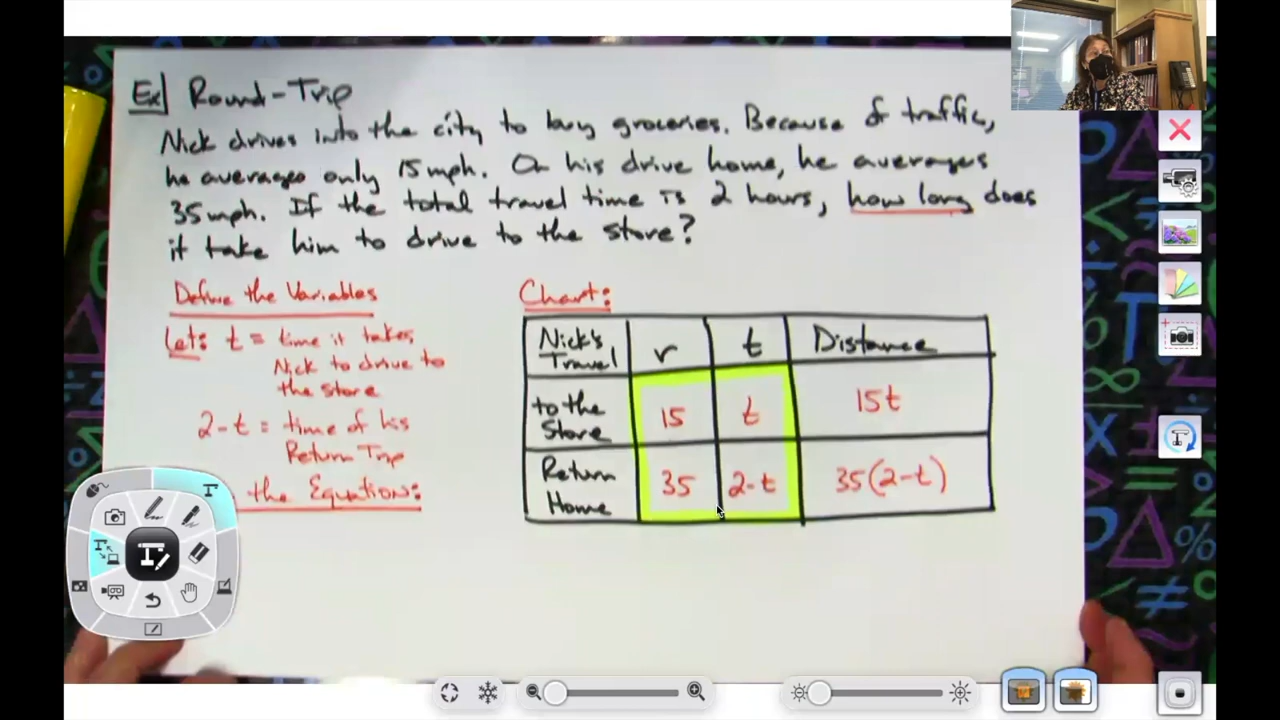 Ex| Round-Trip
Nick drives into the city to buy groceries. Because of traffic,
he averages only 15 mph. On his drive home, he averages
35 mph. If the total travel time is 2 hours, how long does
it take him to drive to the store?
Define the Variables
Let: t = time it takes
Nick to drive to
the store
2-t = time of his
Return Trip
the Equation:
Chart:
Nick's Travel r t Distance
to the Store 15 t 15t
Return Home 35 2-t 35(2-t)